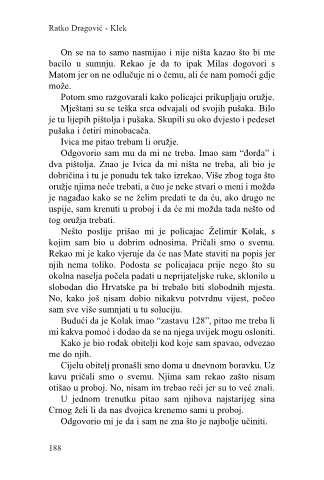 Ratko Dragović - Klek
On se na to samo nasmijao i nije ništa kazao što bi me
bacilo u sumnju. Rekao je da to ipak Milas dogovori s
Matom jer on ne odlučuje ni o čemu, ali će nam pomoći gdje
može.
Potom smo razgovarali kako policajci prikupljaju oružje.
Mještani su se teška srca odvajali od svojih pušaka. Bilo
je tu lijepih pištolja i pušaka. Skupili su oko dvjesto i pedeset
pušaka i četiri minobacača.
Ivica me pitao trebam li oružje.
Odgovorio sam mu da mi ne treba. Imao sam “đorđa” i
dva pištolja. Znao je Ivica da mi ništa ne treba, ali bio je
dobričina i tu je ponudu tek tako izrekao. Više zbog toga što
oružje njima neće trebati, a čuo je neke stvari o meni i možda
je nagađao kako se ne želim predati te da ću, ako drugo ne
uspije, sam krenuti u proboj i da će mi možda tada nešto od
tog oružja trebati.
Nešto poslije prišao mi je policajac Želimir Kolak, s
kojim sam bio u dobrim odnosima. Pričali smo o svemu.
Rekao mi je kako vjeruje da će nas Mate staviti na popis jer
njih nema toliko. Podosta se policajaca prije nego što su
okolna naselja počela padati u neprijateljske ruke, sklonilo u
slobodan dio Hrvatske pa bi trebalo biti slobodnih mjesta.
No, kako još nisam dobio nikakvu potvrdnu vijest, počeo
sam sve više sumnjati u tu soluciju.
Budući da je Kolak imao “zastavu 128”, pitao me treba li
mi kakva pomoć i dodao da se na njega uvijek mogu osloniti.
Kako je bio rođak obitelji kod koje sam spavao, odvezao
me do njih.
Cijelu obitelj pronašli smo doma u dnevnom boravku. Uz
kavu pričali smo o svemu. Njima sam rekao zašto nisam
otišao u proboj. No, nisam im trebao reći jer su to već znali.
U jednom trenutku pitao sam njihova najstarijeg sina
Crnog želi li da nas dvojica krenemo sami u proboj.
Odgovorio mi je da i sam ne zna što je najbolje učiniti.
188